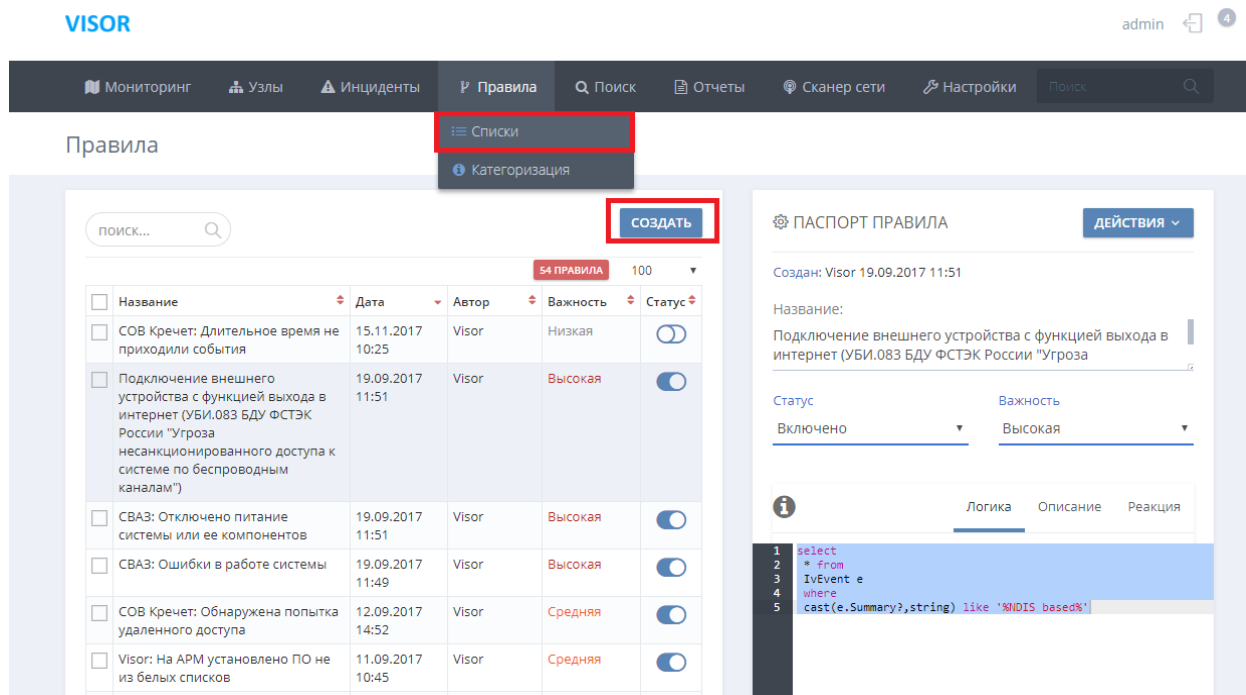 VISOR
admin 4
Мониторинг Узлы Инциденты Правила Поиск Отчеты Сканер сети Настройки Поиск
Списки
Категоризация
Правила
поиск...
СОЗДАТЬ
54 ПРАВИЛА 100
Название Дата Автор Важность Статус
СОВ Кречет: Длительное время не
приходили события
15.11.2017
10:25
Visor
Низкая
Подключение внешнего
устройства с функцией выхода в
интернет (УБИ.083 БДУ ФСТЭК
России "Угроза
несанкционированного доступа к
системе по беспроводным
каналам")
19.09.2017
11:51
Visor
Высокая
СВАЗ: Отключено питание
системы или ее компонентов
19.09.2017
11:51
Visor
Высокая
СВАЗ: Ошибки в работе системы
19.09.2017
11:49
Visor
Высокая
СОВ Кречет: Обнаружена попытка
удаленного доступа
12.09.2017
14:52
Visor
Средняя
Visor: На АРМ установлено ПО не
из белых списков
11.09.2017
10:45
Visor
Средняя
ПАСПОРТ ПРАВИЛА
ДЕЙСТВИЯ
Создан: Visor 19.09.2017 11:51
Название:
Подключение внешнего устройства с функцией выхода в
интернет (УБИ.083 БДУ ФСТЭК России "Угроза
Статус Важность
Включено Высокая
Логика Описание Реакция
1 select
2 * from
3 IvEvent e
4 where
5 cast(e.Summary?,string) like '%NDIS based%'